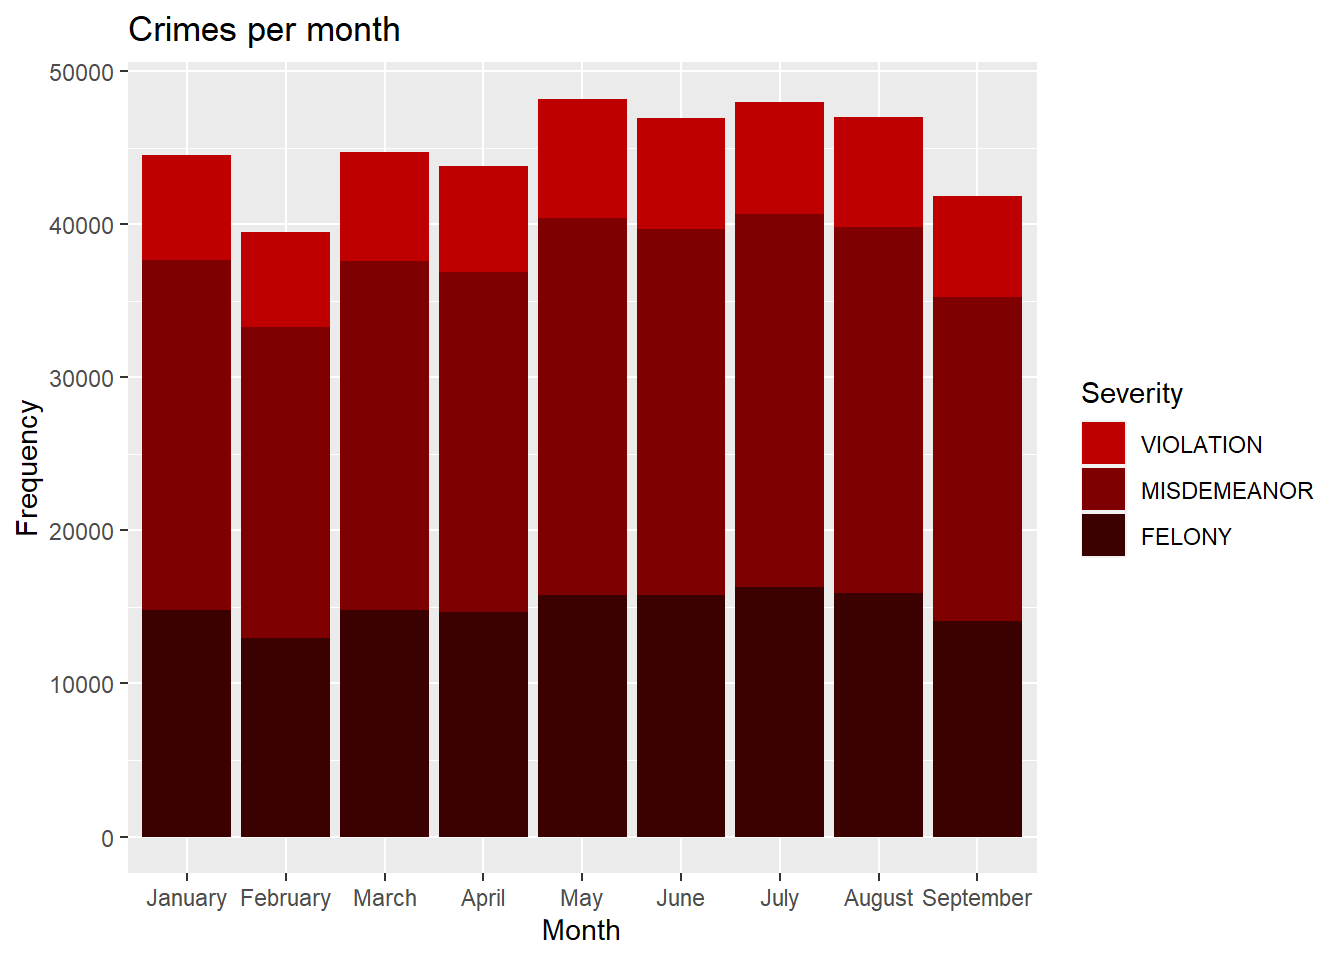 Crimes per month
50000
40000
30000
20000
10000
0
Frequency
January February March April May June July August September
Month
Severity
VIOLATION
MISDEMEANOR
FELONY